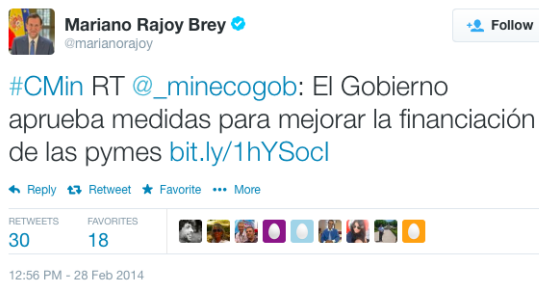 Mariano Rajoy Brey
@marianorajoy
Follow
#CMin RT @_minecogob: El Gobierno
aprueba medidas para mejorar la financiación
de las pymes bit.ly/1hYSocI
Reply Retweet Favorite More
RETWEETS FAVORITES
30 18
12:56 PM - 28 Feb 2014